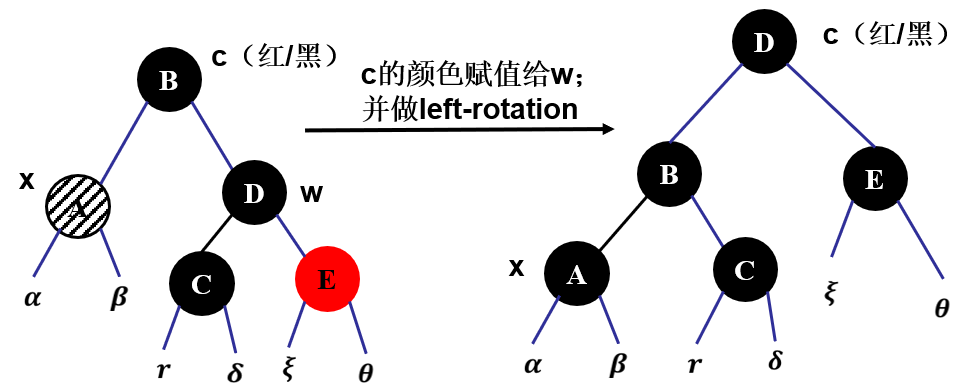 c（红/黑）
B
x
A
D
w
C
E
α
β
r
δ
ξ
θ
c的颜色赋值给w；
并做left-rotation
c（红/黑）
D
B
E
x
A
C
ξ
θ
α
β
r
δ